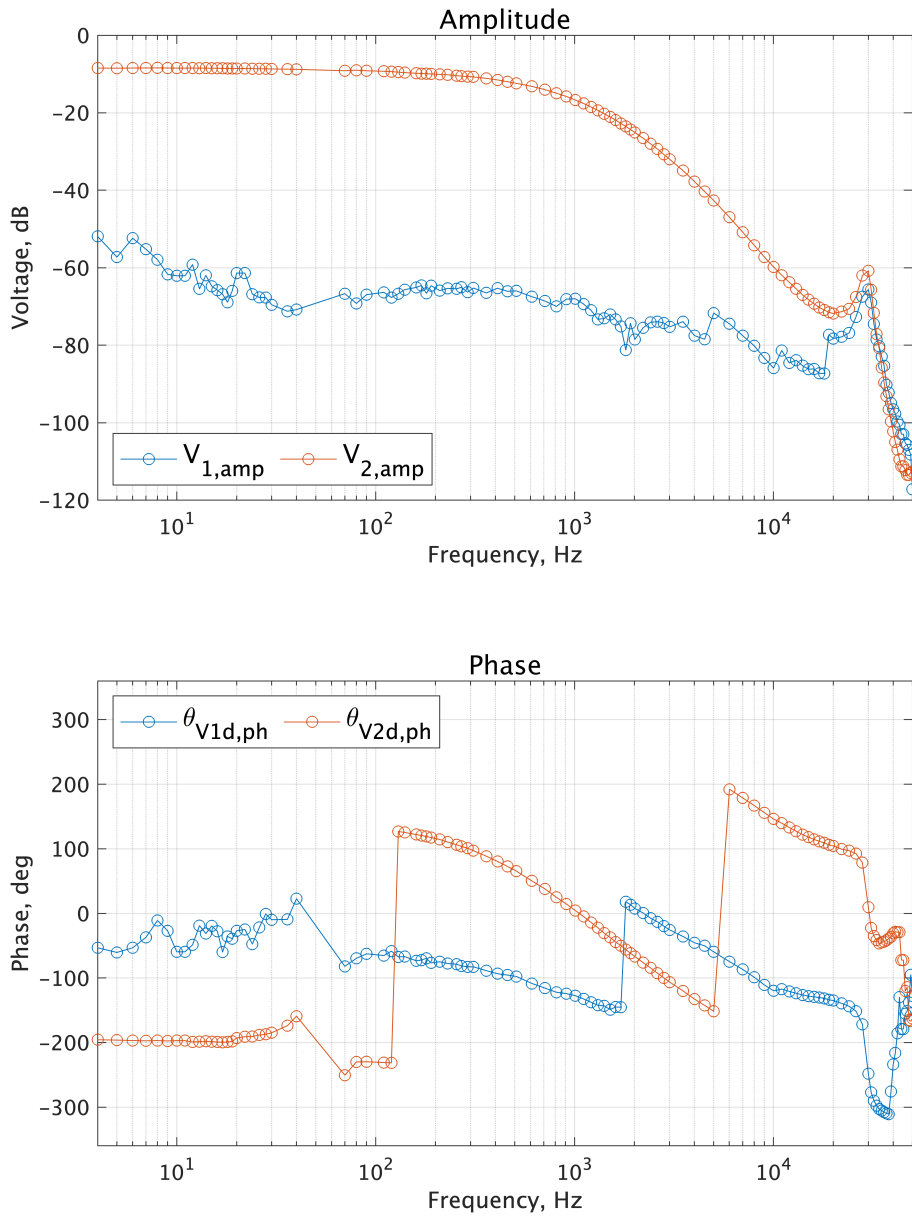 Amplitude
0
−20
−40
−60
−80
−100
−120
Voltage, dB
V1,amp V2,amp
10^1 10^2 10^3 10^4
Frequency, Hz
Phase
300
200
100
0
−100
−200
−300
Phase, deg
θV1d,ph θV2d,ph
10^1 10^2 10^3 10^4
Frequency, Hz